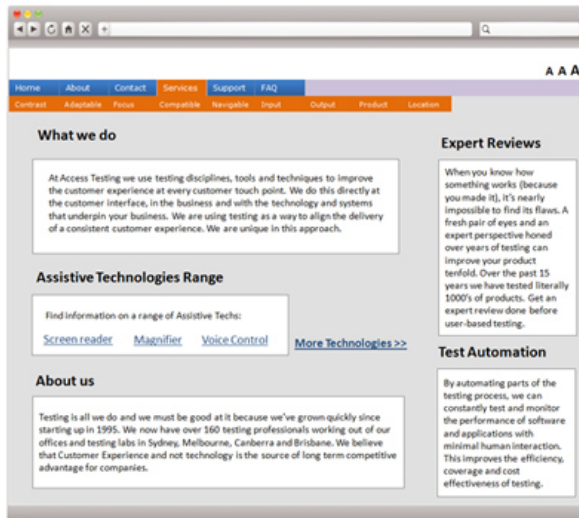 A A A
Home About Contact Services Support FAQ
Contrast Adaptable Focus Compatible Navigable Input Output Product Location
What we do
At Access Testing we use testing disciplines, tools and techniques to improve
the customer experience at every customer touch point. We do this directly at
the customer interface, in the business and with the technology and systems
that underpin your business. We are using testing as a way to align the delivery
of a consistent customer experience. We are unique in this approach.
Assistive Technologies Range
Find information on a range of Assistive Techs:
Screen reader Magnifier Voice Control
More Technologies >>
About us
Testing is all we do and we must be good at it because we've grown quickly since
starting up in 1995. We now have over 160 testing professionals working out of our
offices and testing labs in Sydney, Melbourne, Canberra and Brisbane. We believe
that Customer Experience and not technology is the source of long term competitive
advantage for companies.
Expert Reviews
When you know how
something works (because
you made it), it's nearly
impossible to find its flaws. A
fresh pair of eyes and an
expert perspective honed
over years of testing can
improve your product
tenfold. Over the past 15
years we have tested literally
1000's of products. Get an
expert review done before
user-based testing.
Test Automation
By automating parts of the
testing process, we can
constantly test and monitor
the performance of software
and applications with
minimal human interaction.
This improves the efficiency,
coverage and cost
effectiveness of testing.